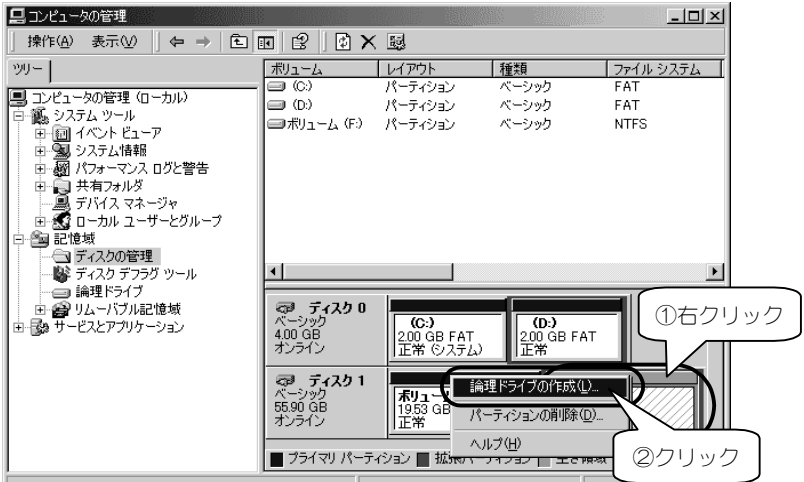 コンピュータの管理
操作(A) 表示(V)
ツリー
コンピュータの管理 (ローカル)
システム ツール
イベント ビューア
システム情報
パフォーマンス ログと警告
共有フォルダ
デバイス マネージャ
ローカル ユーザーとグループ
記憶域
ディスクの管理
ディスク デフラグ ツール
論理ドライブ
リムーバブル記憶域
サービスとアプリケーション
ボリューム レイアウト 種類 ファイル システム
(C:) パーティション ベーシック FAT
(D:) パーティション ベーシック FAT
ボリューム (F:) パーティション ベーシック NTFS
ディスク 0
ベーシック
4.00 GB
オンライン
(C:)
2.00 GB FAT
正常 (システム)
(D:)
2.00 GB FAT
正常
ディスク 1
ベーシック
55.90 GB
オンライン
ボリュー
19.53 GB
正常
論理ドライブの作成(L)...
パーティションの削除(D)...
ヘルプ(H)
①右クリック
②クリック
プライマリ パーティション